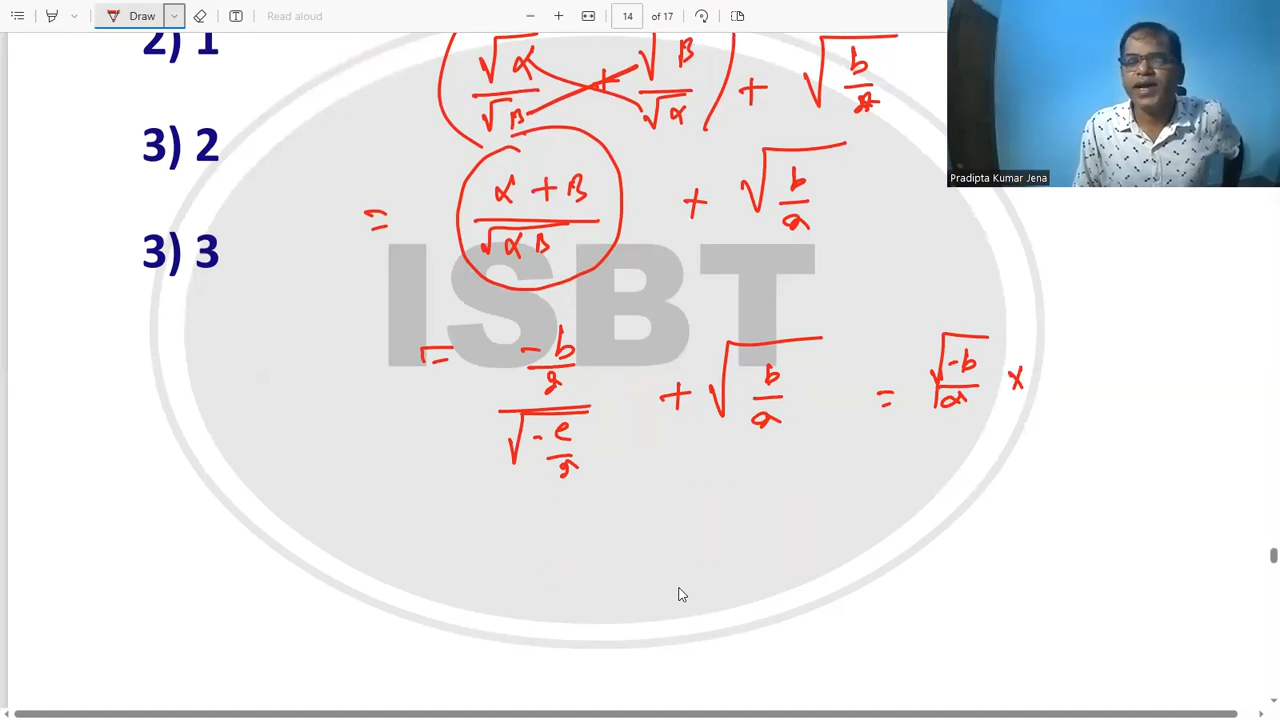 Draw
Read aloud
14 of 17
Pradipta Kumar Jena
2) 1
3) 2
3) 3
(√α/√β + √β/√α) + √b/a
= α + β/√αβ + √b/a
= -b/a/√-c/a + √b/a = √-b/a ×
ISBT